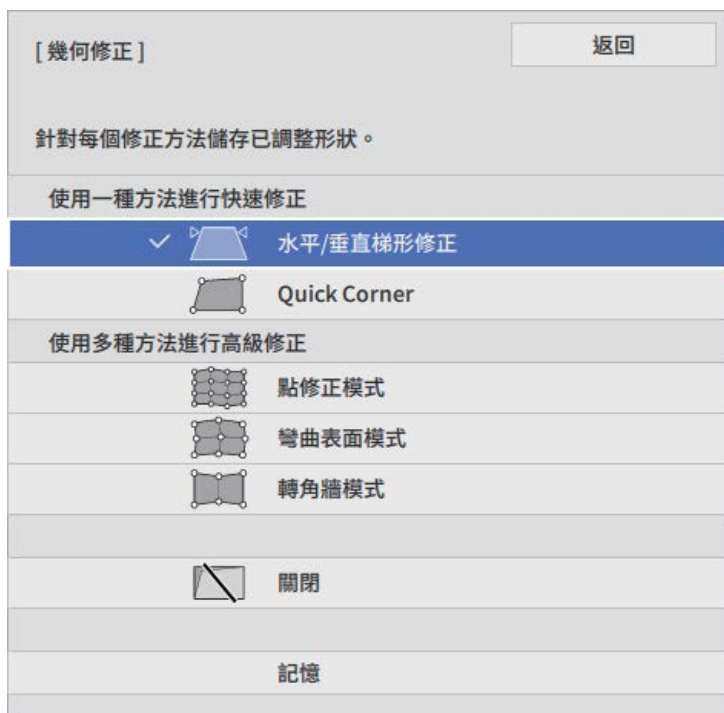 [ 幾何修正 ]
返回
針對每個修正方法儲存已調整形狀。
使用一種方法進行快速修正
水平/垂直梯形修正
Quick Corner
使用多種方法進行高級修正
點修正模式
彎曲表面模式
轉角牆模式
關閉
記憶